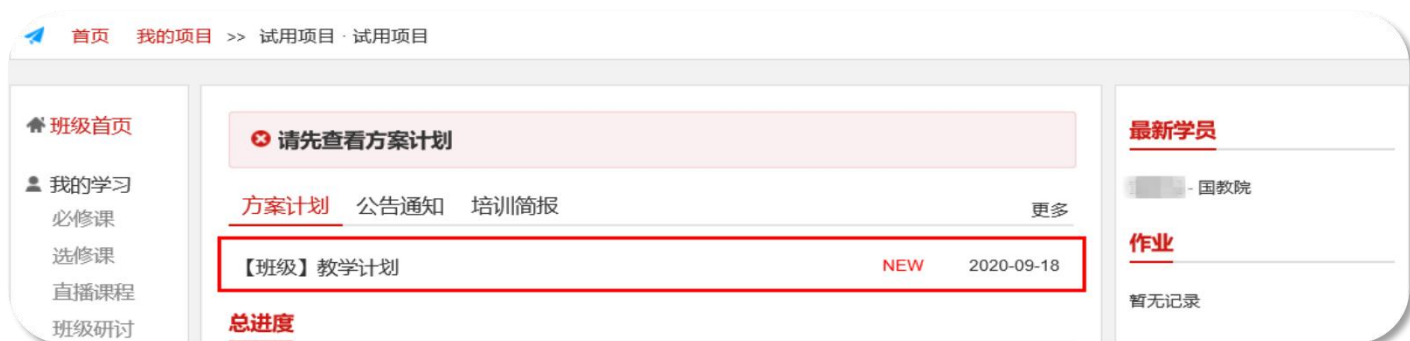 首页 我的项目 >> 试用项目 · 试用项目
班级首页
我的学习
必修课
选修课
直播课程
班级研讨
请先查看方案计划
方案计划 公告通知 培训简报 更多
【班级】教学计划 NEW 2020-09-18
总进度
最新学员
- 国教院
作业
暂无记录